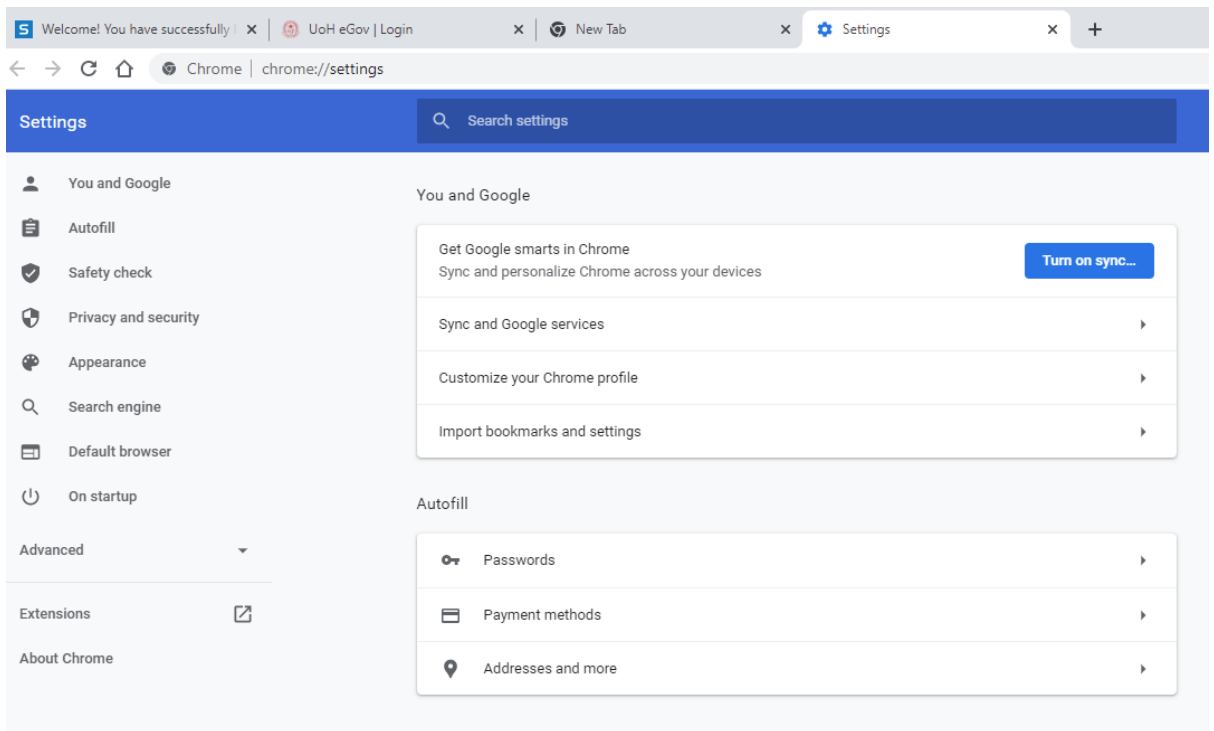 S Welcome! You have successfully UoH eGov | Login New Tab Settings
Chrome | chrome://settings
Settings
Search settings
You and Google
Autofill
Safety check
Privacy and security
Appearance
Search engine
Default browser
On startup
Advanced
Extensions
About Chrome
You and Google
Get Google smarts in Chrome
Sync and personalize Chrome across your devices
Turn on sync...
Sync and Google services
Customize your Chrome profile
Import bookmarks and settings
Autofill
Passwords
Payment methods
Addresses and more